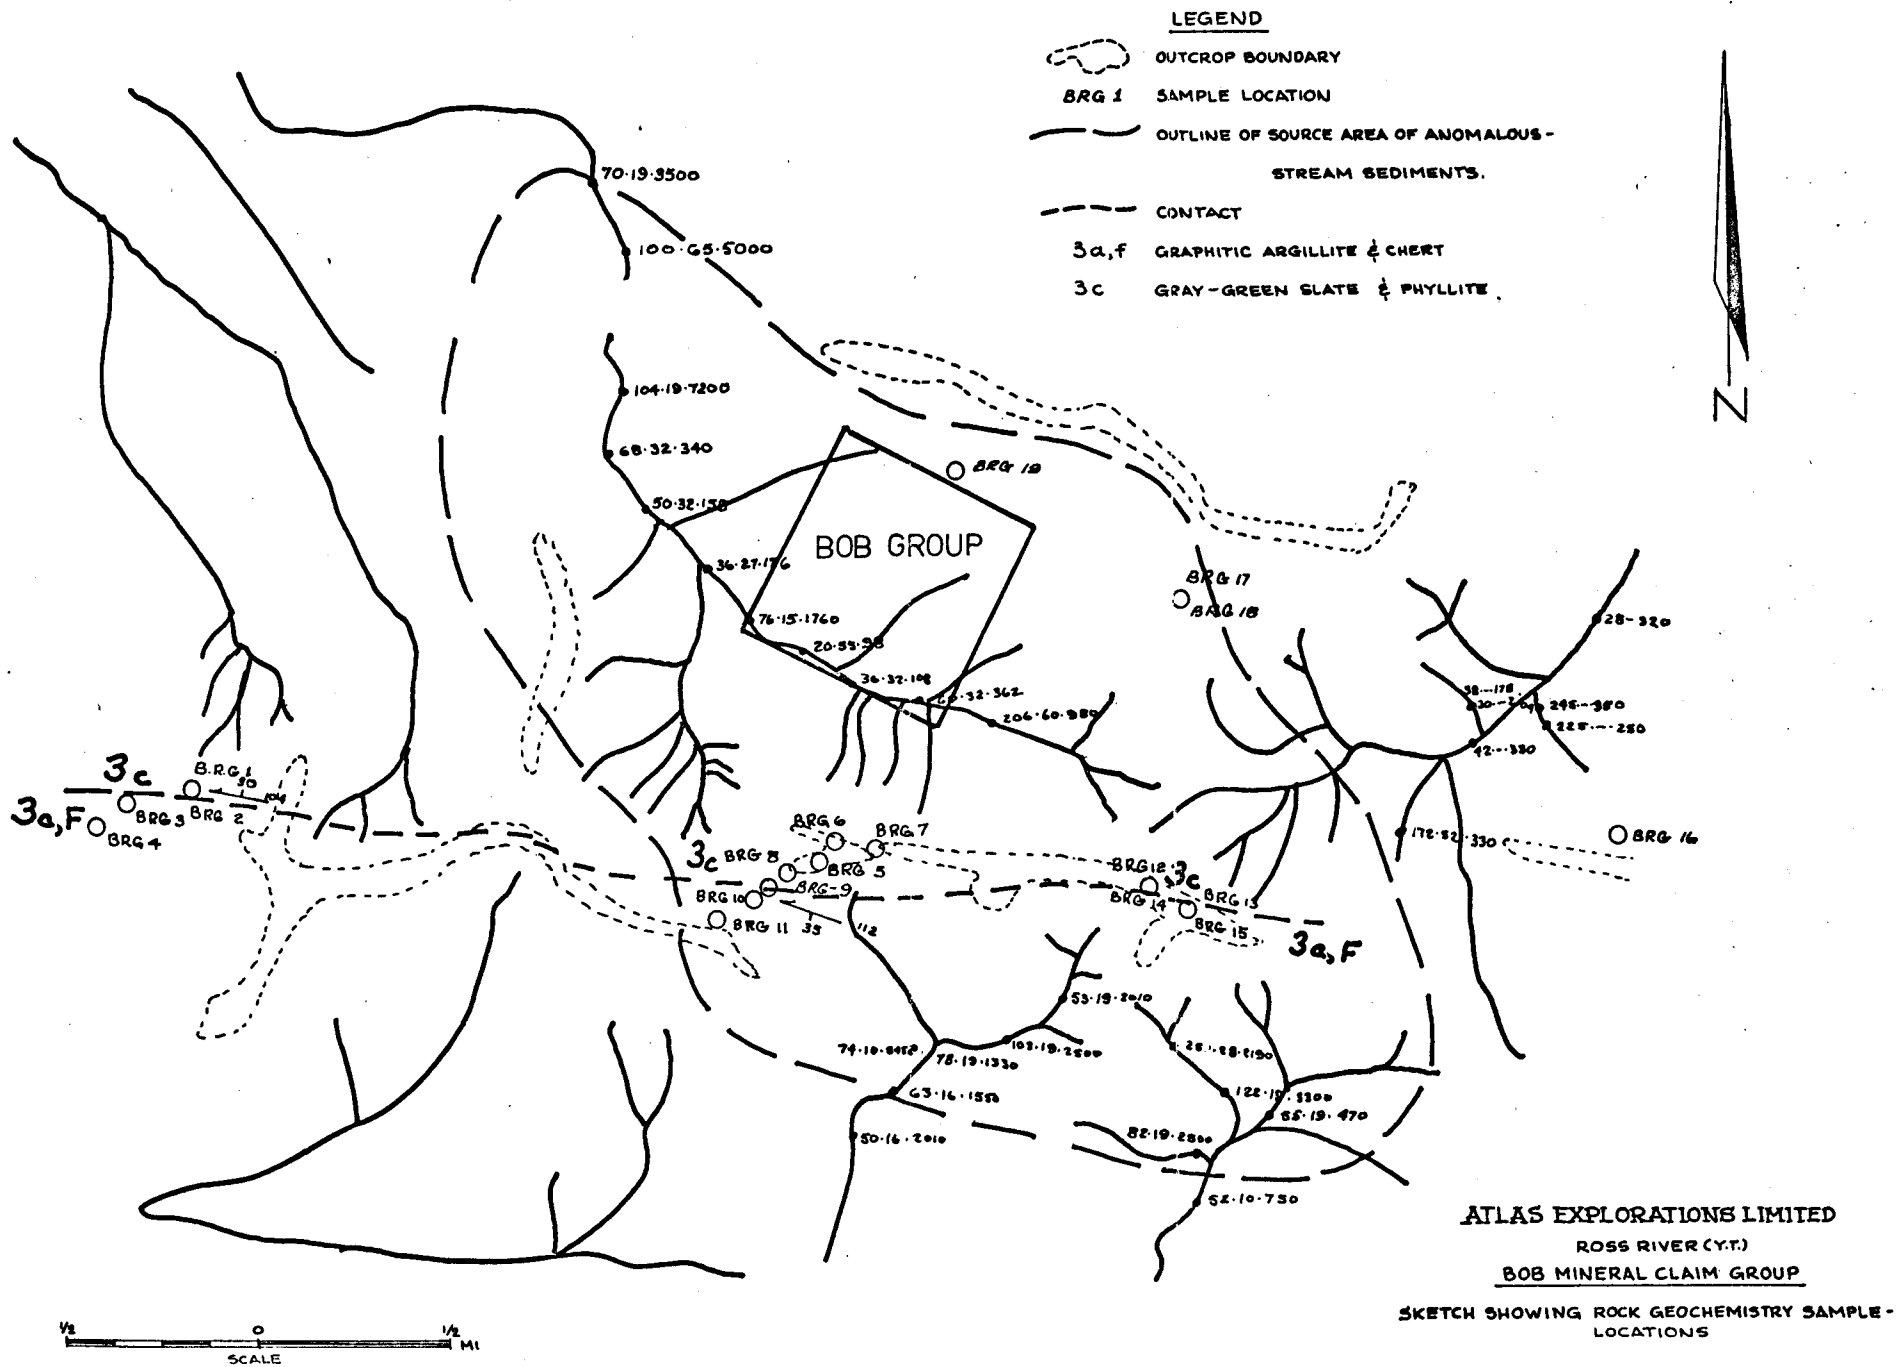 LEGEND
OUTCROP BOUNDARY
BRG 1 SAMPLE LOCATION
OUTLINE OF SOURCE AREA OF ANOMALOUS-
STREAM SEDIMENTS.
CONTACT
3a,f GRAPHITIC ARGILLITE & CHERT
3c GRAY-GREEN SLATE & PHYLLITE.
N
70·19·3500
100·65·5000
104·19·7200
68·32·340
BRG 19
50·32·158
BOB GROUP
36·27·176
BRG 17
BRG 18
76·15·1760
28--320
36·32·108
32·362
206·60·980
245--380
225---250
42--330
3c
B.R.G 1
30
3a,F
BRG 3
BRG 2
BRG 4
BRG 6
BRG 7
172·52·330
BRG 16
3c
BRG 8
BRG 5
BRG 12
3c
BRG-9
BRG 10
BRG 14
BRG 13
BRG 11
35
112
BRG 15
3a,F
53·19·2010
102·19·2500
78·19·1330
63·16·1550
50·16·2010
85·19·470
82·19·2800
52·10·730
ATLAS EXPLORATIONS LIMITED
ROSS RIVER (Y.T.)
BOB MINERAL CLAIM GROUP
SKETCH SHOWING ROCK GEOCHEMISTRY SAMPLE-
LOCATIONS
1/2 0 1/2 MI
SCALE